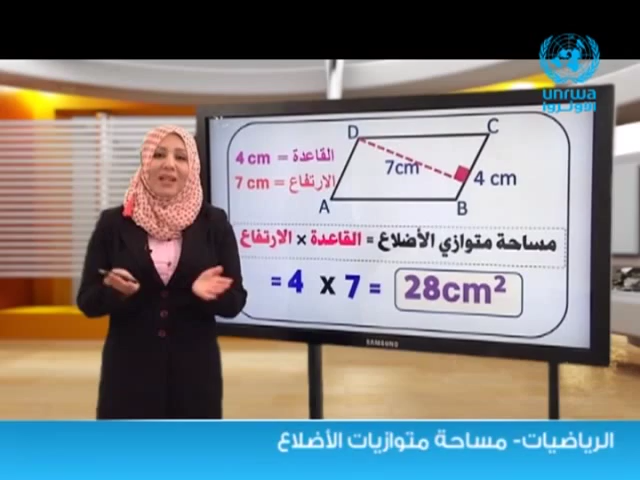 unrwa
الأونروا
D
C
القاعدة = 4 cm
7cm
4 cm
الارتفاع = 7 cm
A
B
مساحة متوازي الأضلاع = القاعدة × الارتفاع
= 4 x 7 = 28cm²
SAMSUNG
الرياضيات- مساحة متوازيات الأضلاع